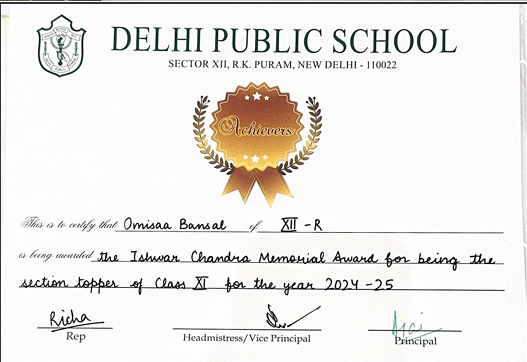 DELHI PUBLIC SCHOOL
SECTOR XII, R.K. PURAM, NEW DELHI - 110022
Achievers
This is to certify that Omisaa Bansal of XII - R
is being awarded the Ishwar Chandra Memorial Award for being the
section topper of Class XI for the year 2024 - 25
Richa
Rep
Headmistress/Vice Principal
Principal